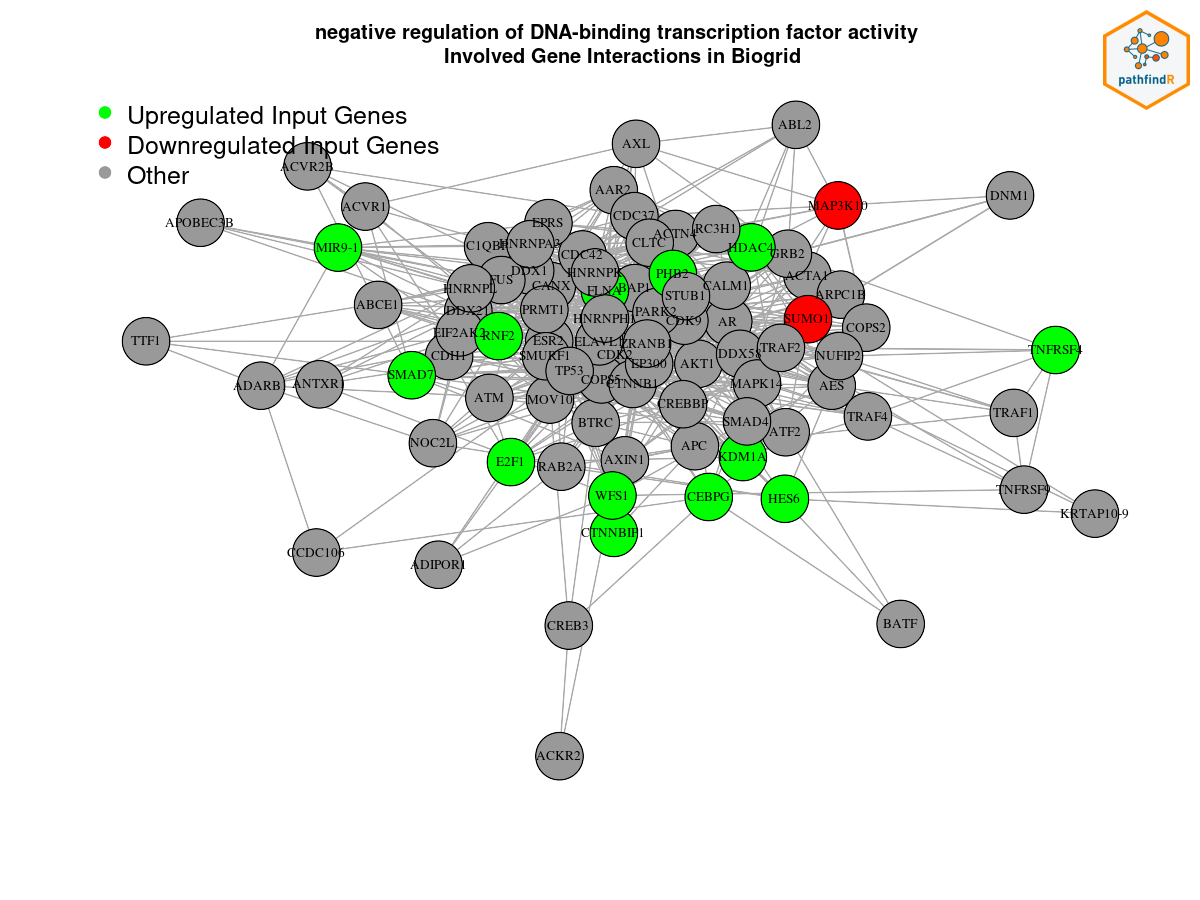 negative regulation of DNA-binding transcription factor activity
Involved Gene Interactions in Biogrid
pathfindR
Upregulated Input Genes
Downregulated Input Genes
Other
ABL2
AXL
ACVR2B
AAR2
DNM1
ACVR1
MAP3K10
CDC37
APOBEC3B
EPRS
RC3H1
ACTN4
CLTC
C1QBP
HNRNPA3
MIR9-1
HDAC4
GRB2
CDC42
DDX1
HNRNPK
PHB2
ACTA1
FUS
CANX
FLNA
BAP1
CALM1
HNRNPL
STUB1
ARPC1B
ABCE1
DDX21
PRMT1
PARK2
HNRNPH1
CDK9
AR
SUMO1
COPS2
EIF2AK2
RNF2
TTF1
ESR2
ELAVL1
ZRANB1
TRAF2
TNFRSF4
CDH1
SMURF1
CDK2
DDX58
NUFIP2
EP300
AKT1
TP53
SMAD7
COPS5
CTNNB1
MAPK14
AES
ADARB
ANTXR1
ATM
MOV10
CREBBP
TRAF4
TRAF1
BTRC
SMAD4
ATF2
NOC2L
APC
KDM1A
E2F1
RAB2A
AXIN1
WFS1
CEBPG
HES6
TNFRSF9
KRTAP10-9
CTNNBIP1
CCDC106
ADIPOR1
CREB3
BATF
ACKR2